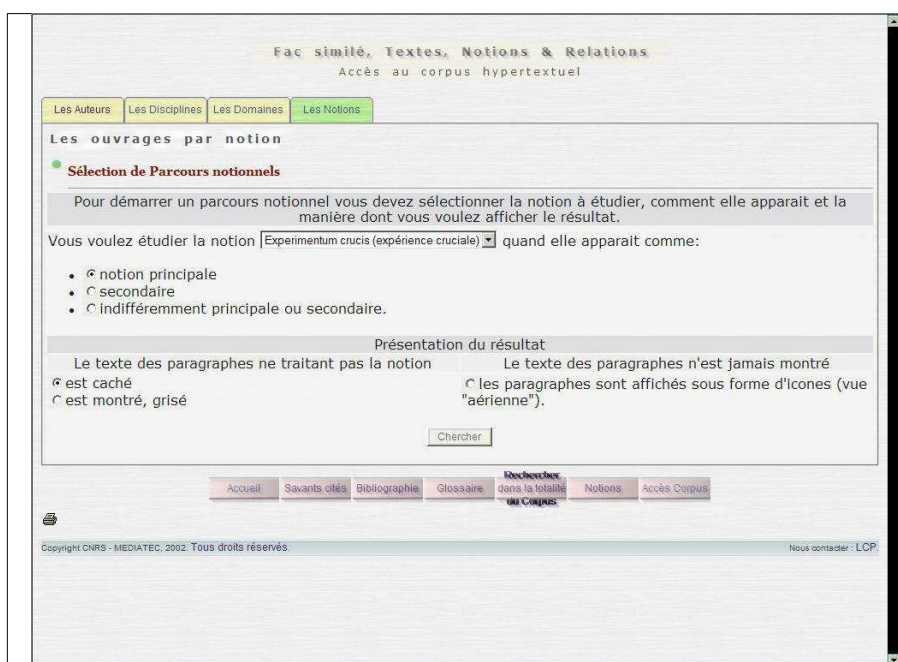 Fac similé, Textes, Notions & Relations
Accès au corpus hypertextuel
Les Auteurs Les Disciplines Les Domaines Les Notions
Les ouvrages par notion
Sélection de Parcours notionnels
Pour démarrer un parcours notionnel vous devez sélectionner la notion à étudier, comment elle apparait et la
manière dont vous voulez afficher le résultat.
Vous voulez étudier la notion Experimentum crucis (expérience cruciale) quand elle apparait comme:
notion principale
secondaire
indifféremment principale ou secondaire.
Présentation du résultat
Le texte des paragraphes ne traitant pas la notion Le texte des paragraphes n'est jamais montré
est caché les paragraphes sont affichés sous forme d'icones (vue
est montré, grisé "aérienne").
Chercher
Accueil Savants cités Bibliographie Glossaire Rechercher dans la totalité du Corpus Notions Accès Corpus
Copyright CNRS - MEDIATEC, 2002. Tous droits réservés. Nous contacter : LCP.